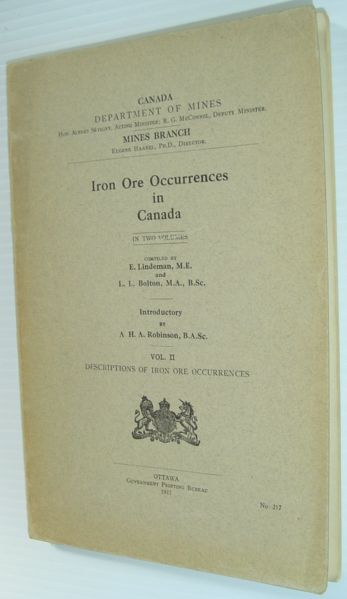 CANADA
DEPARTMENT OF MINES
HON. ALBERT SEVIGNY, ACTING MINISTER; R. G. MCCONNELL, DEPUTY MINISTER.
MINES BRANCH
EUGENE HAANEL, PH.D., DIRECTOR.
Iron Ore Occurrences
in
Canada
IN TWO VOLUMES
COMPILED BY
E. Lindeman, M.E.
and
L. L. Bolton, M.A., B.Sc.
Introductory
BY
A. H. A. Robinson, B.A.Sc.
VOL. II
DESCRIPTIONS OF IRON ORE OCCURRENCES
OTTAWA
GOVERNMENT PRINTING BUREAU
1917
No. 217